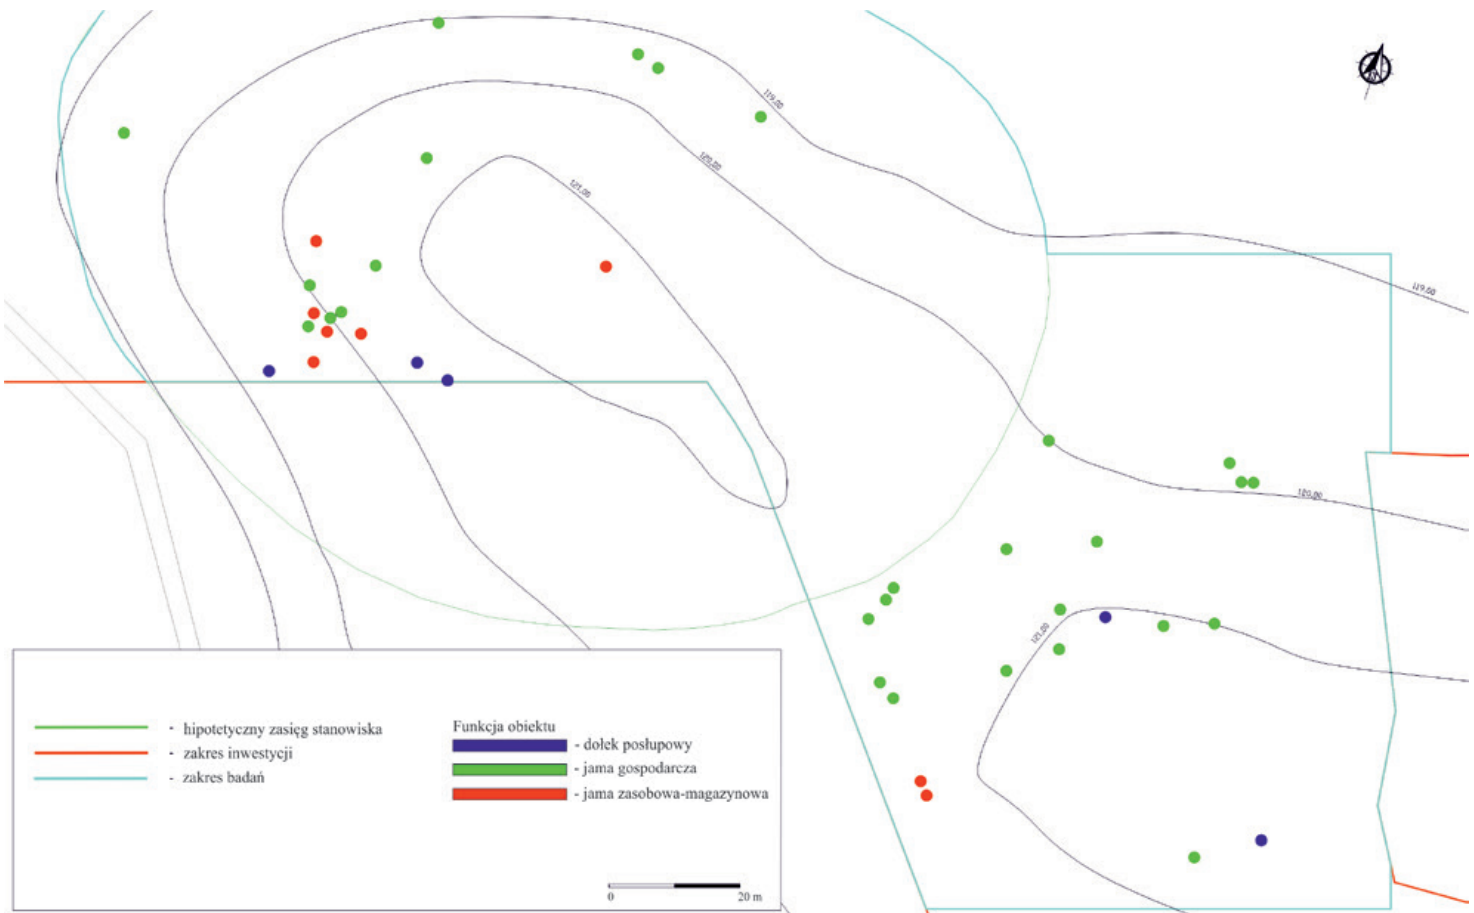 119,00
120,00
121,00
119,00
120,00
121,00
- hipotetyczny zasięg stanowiska
- zakres inwestycji
- zakres badań
Funkcja obiektu
- dołek posłupowy
- jama gospodarcza
- jama zasobowa-magazynowa
0 20 m